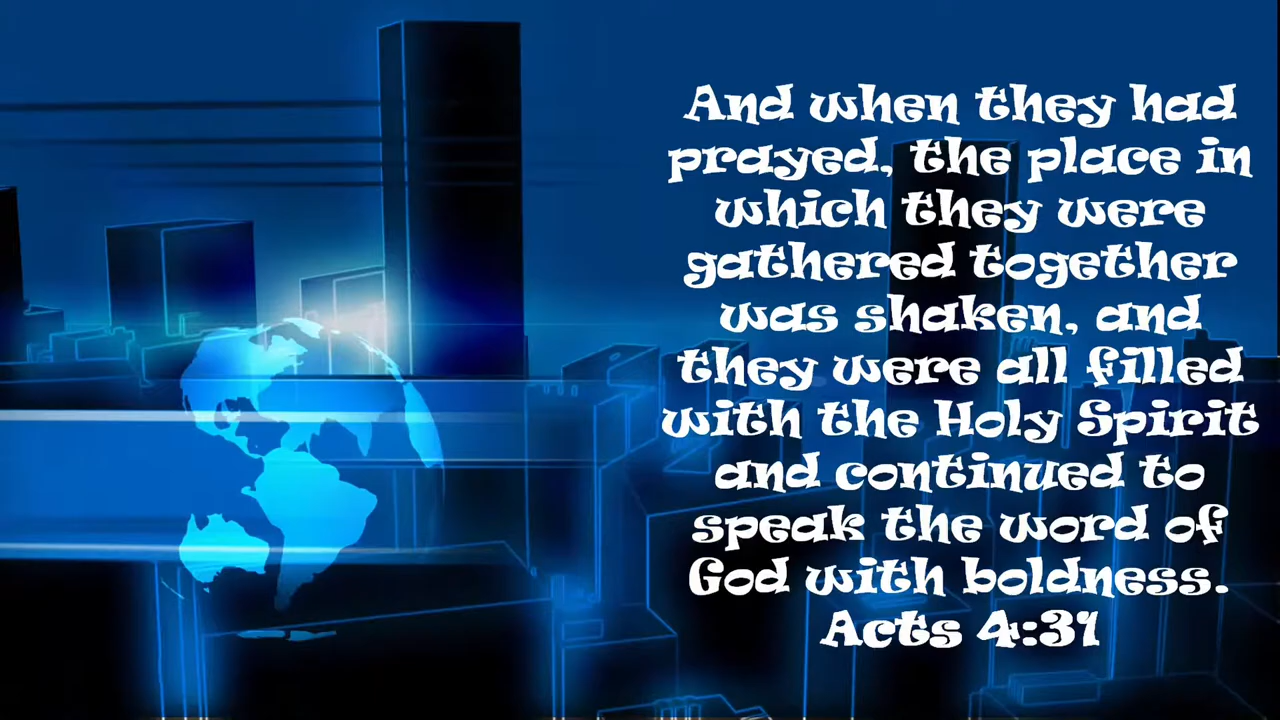 And when they had
prayed, the place in
which they were
gathered together
was shaken, and
they were all filled
with the Holy Spirit
and continued to
speak the word of
God with boldness.
Acts 4:31